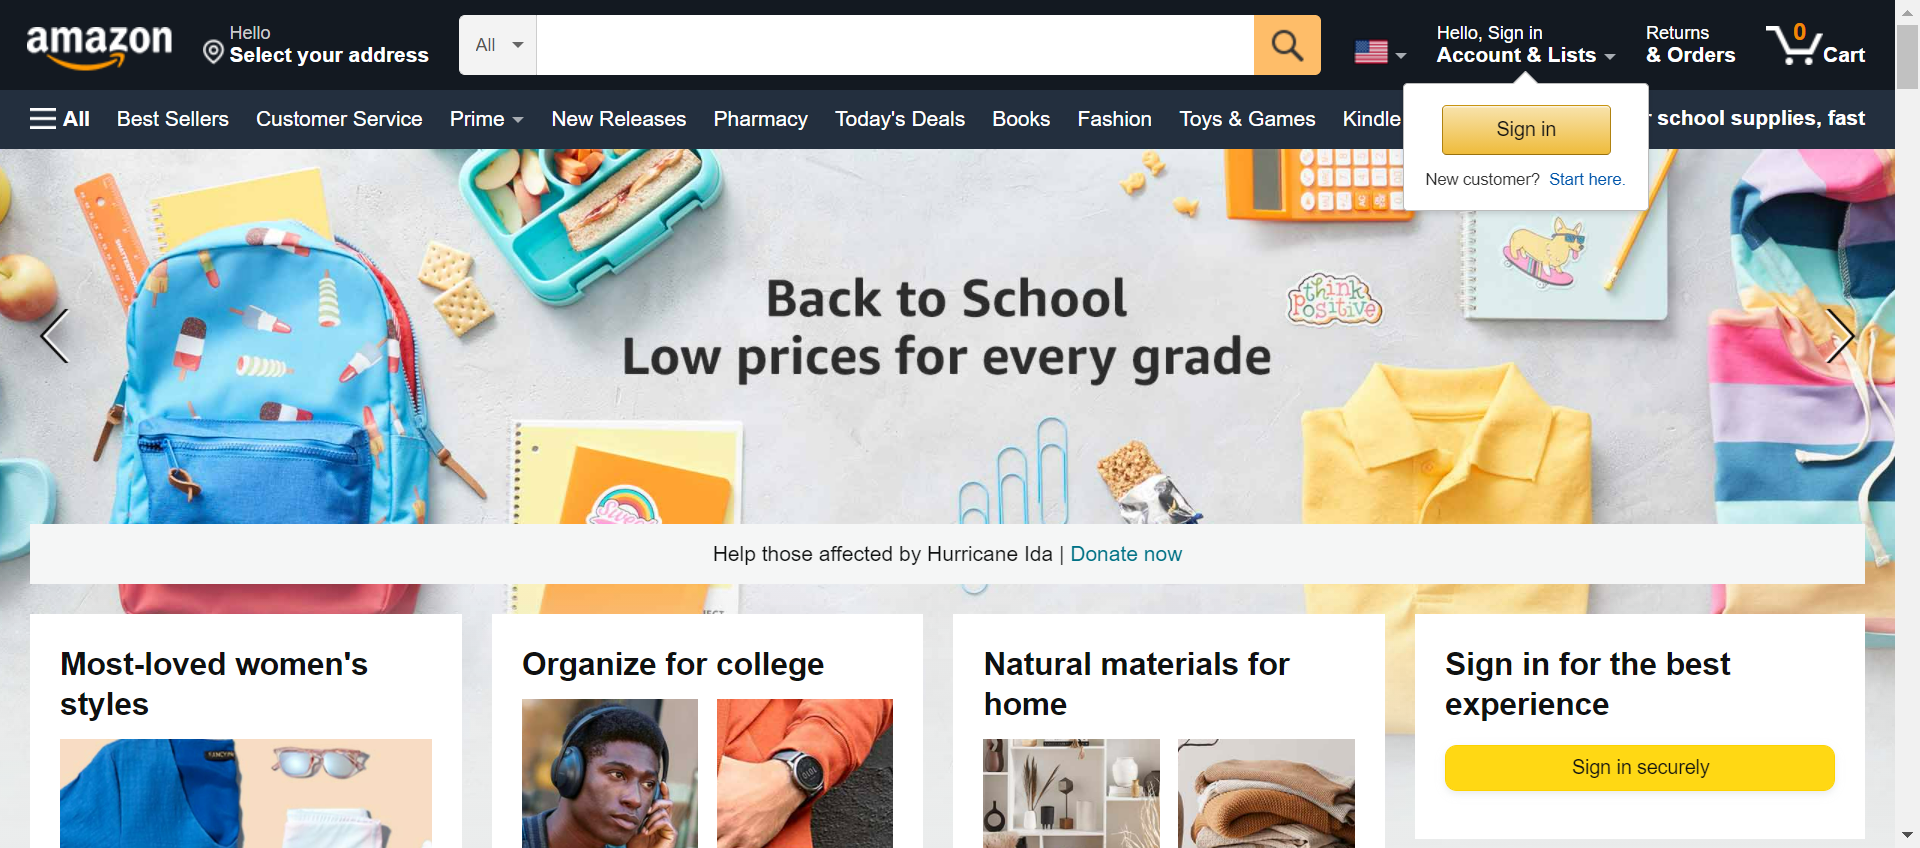 amazon
Hello
Select your address
All
Hello, Sign in
Account & Lists
Returns
& Orders
0
Cart
All
Best Sellers
Customer Service
Prime
New Releases
Pharmacy
Today's Deals
Books
Fashion
Toys & Games
Kindle
school supplies, fast
Sign in
New customer? Start here.
Back to School
Low prices for every grade
think
positive
Help those affected by Hurricane Ida | Donate now
Most-loved women's
styles
Organize for college
Natural materials for
home
Sign in for the best
experience
Sign in securely